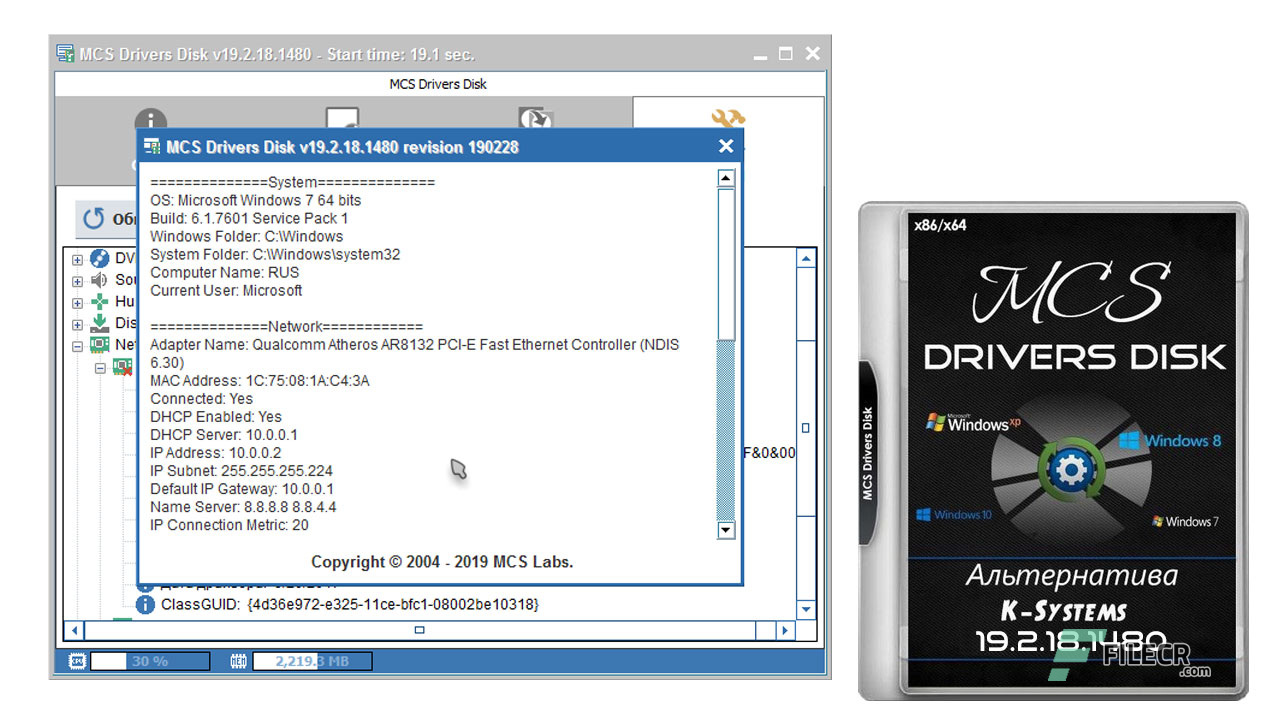 MCS Drivers Disk v19.2.18.1480 - Start time: 19.1 sec.
MCS Drivers Disk
MCS Drivers Disk v19.2.18.1480 revision 190228
==============System==============
OS: Microsoft Windows 7 64 bits
Build: 6.1.7601 Service Pack 1
Windows Folder: C:\Windows
System Folder: C:\Windows\system32
Computer Name: RUS
Current User: Microsoft
==============Network============
Adapter Name: Qualcomm Atheros AR8132 PCI-E Fast Ethernet Controller (NDIS
6.30)
MAC Address: 1C:75:08:1A:C4:3A
Connected: Yes
DHCP Enabled: Yes
DHCP Server: 10.0.0.1
IP Address: 10.0.0.2
IP Subnet: 255.255.255.224
Default IP Gateway: 10.0.0.1
Name Server: 8.8.8.8 8.8.4.4
IP Connection Metric: 20
Copyright © 2004 - 2019 MCS Labs.
DV
Sou
Hu
Dis
Ne
F&0&00
ClassGUID: {4d36e972-e325-11ce-bfc1-08002be10318}
CPU
30 %
MEM
2,219.3 MB
x86/x64
MCS
DRIVERS DISK
MCS Drivers Disk
Microsoft
Windows xp
Windows 8
Windows 10
Windows 7
Альтернатива
K-SYSTEMS
19.2.18.1480
FILECR
.com